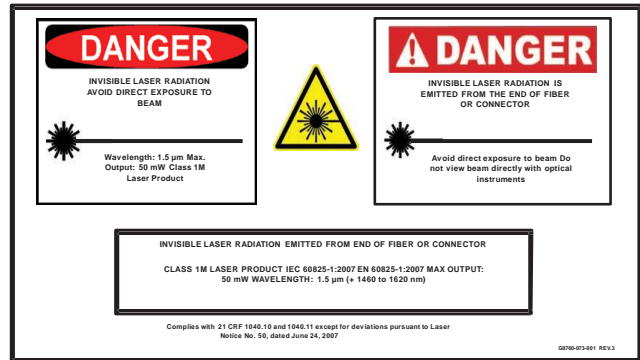 DANGER
INVISIBLE LASER RADIATION
AVOID DIRECT EXPOSURE TO
BEAM
Wavelength: 1.5 µm Max.
Output: 50 mW Class 1M
Laser Product
DANGER
INVISIBLE LASER RADIATION IS
EMITTED FROM THE END OF FIBER
OR CONNECTOR
Avoid direct exposure to beam Do
not view beam directly with optical
instruments
INVISIBLE LASER RADIATION EMITTED FROM END OF FIBER OR CONNECTOR
CLASS 1M LASER PRODUCT IEC 60825-1:2007 EN 60825-1:2007 MAX OUTPUT:
50 mW WAVELENGTH: 1.5 µm (+ 1460 to 1620 nm)
Complies with 21 CRF 1040.10 and 1040.11 except for deviations pursuant to Laser
Notice No. 50, dated June 24, 2007
G8760-073-001 REV.3